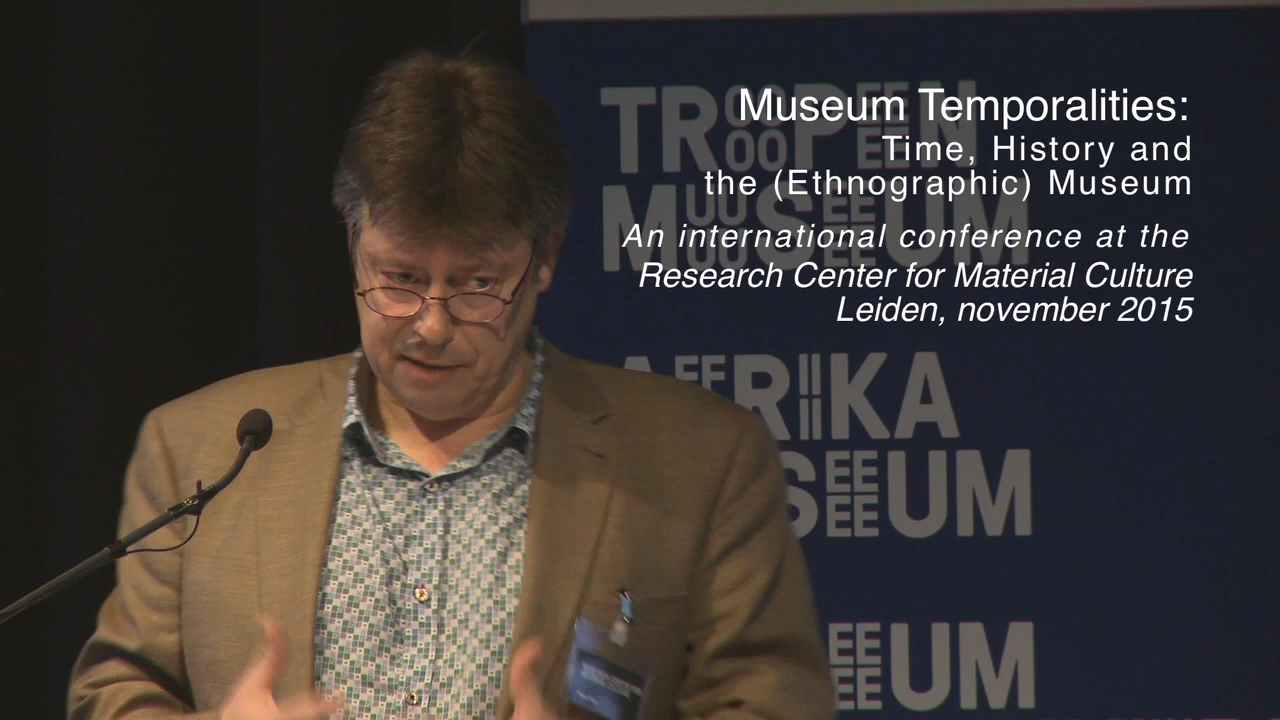 Museum Temporalities:
Time, History and
the (Ethnographic) Museum
An international conference at the
Research Center for Material Culture
Leiden, november 2015
TROPEN
MUSEUM
AFRIKA
SEUM
EUM